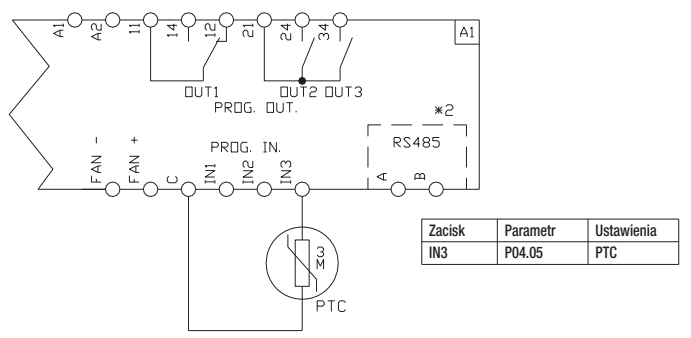 A1 A2 11 14 12 21 24 34
A1
OUT1 OUT2 OUT3
PROG. OUT.
*2
PROG. IN.
RS485
FAN - FAN + C IN1 IN2 IN3 A B
3
M
PTC
Zacisk Parametr Ustawienia
IN3 P04.05 PTC